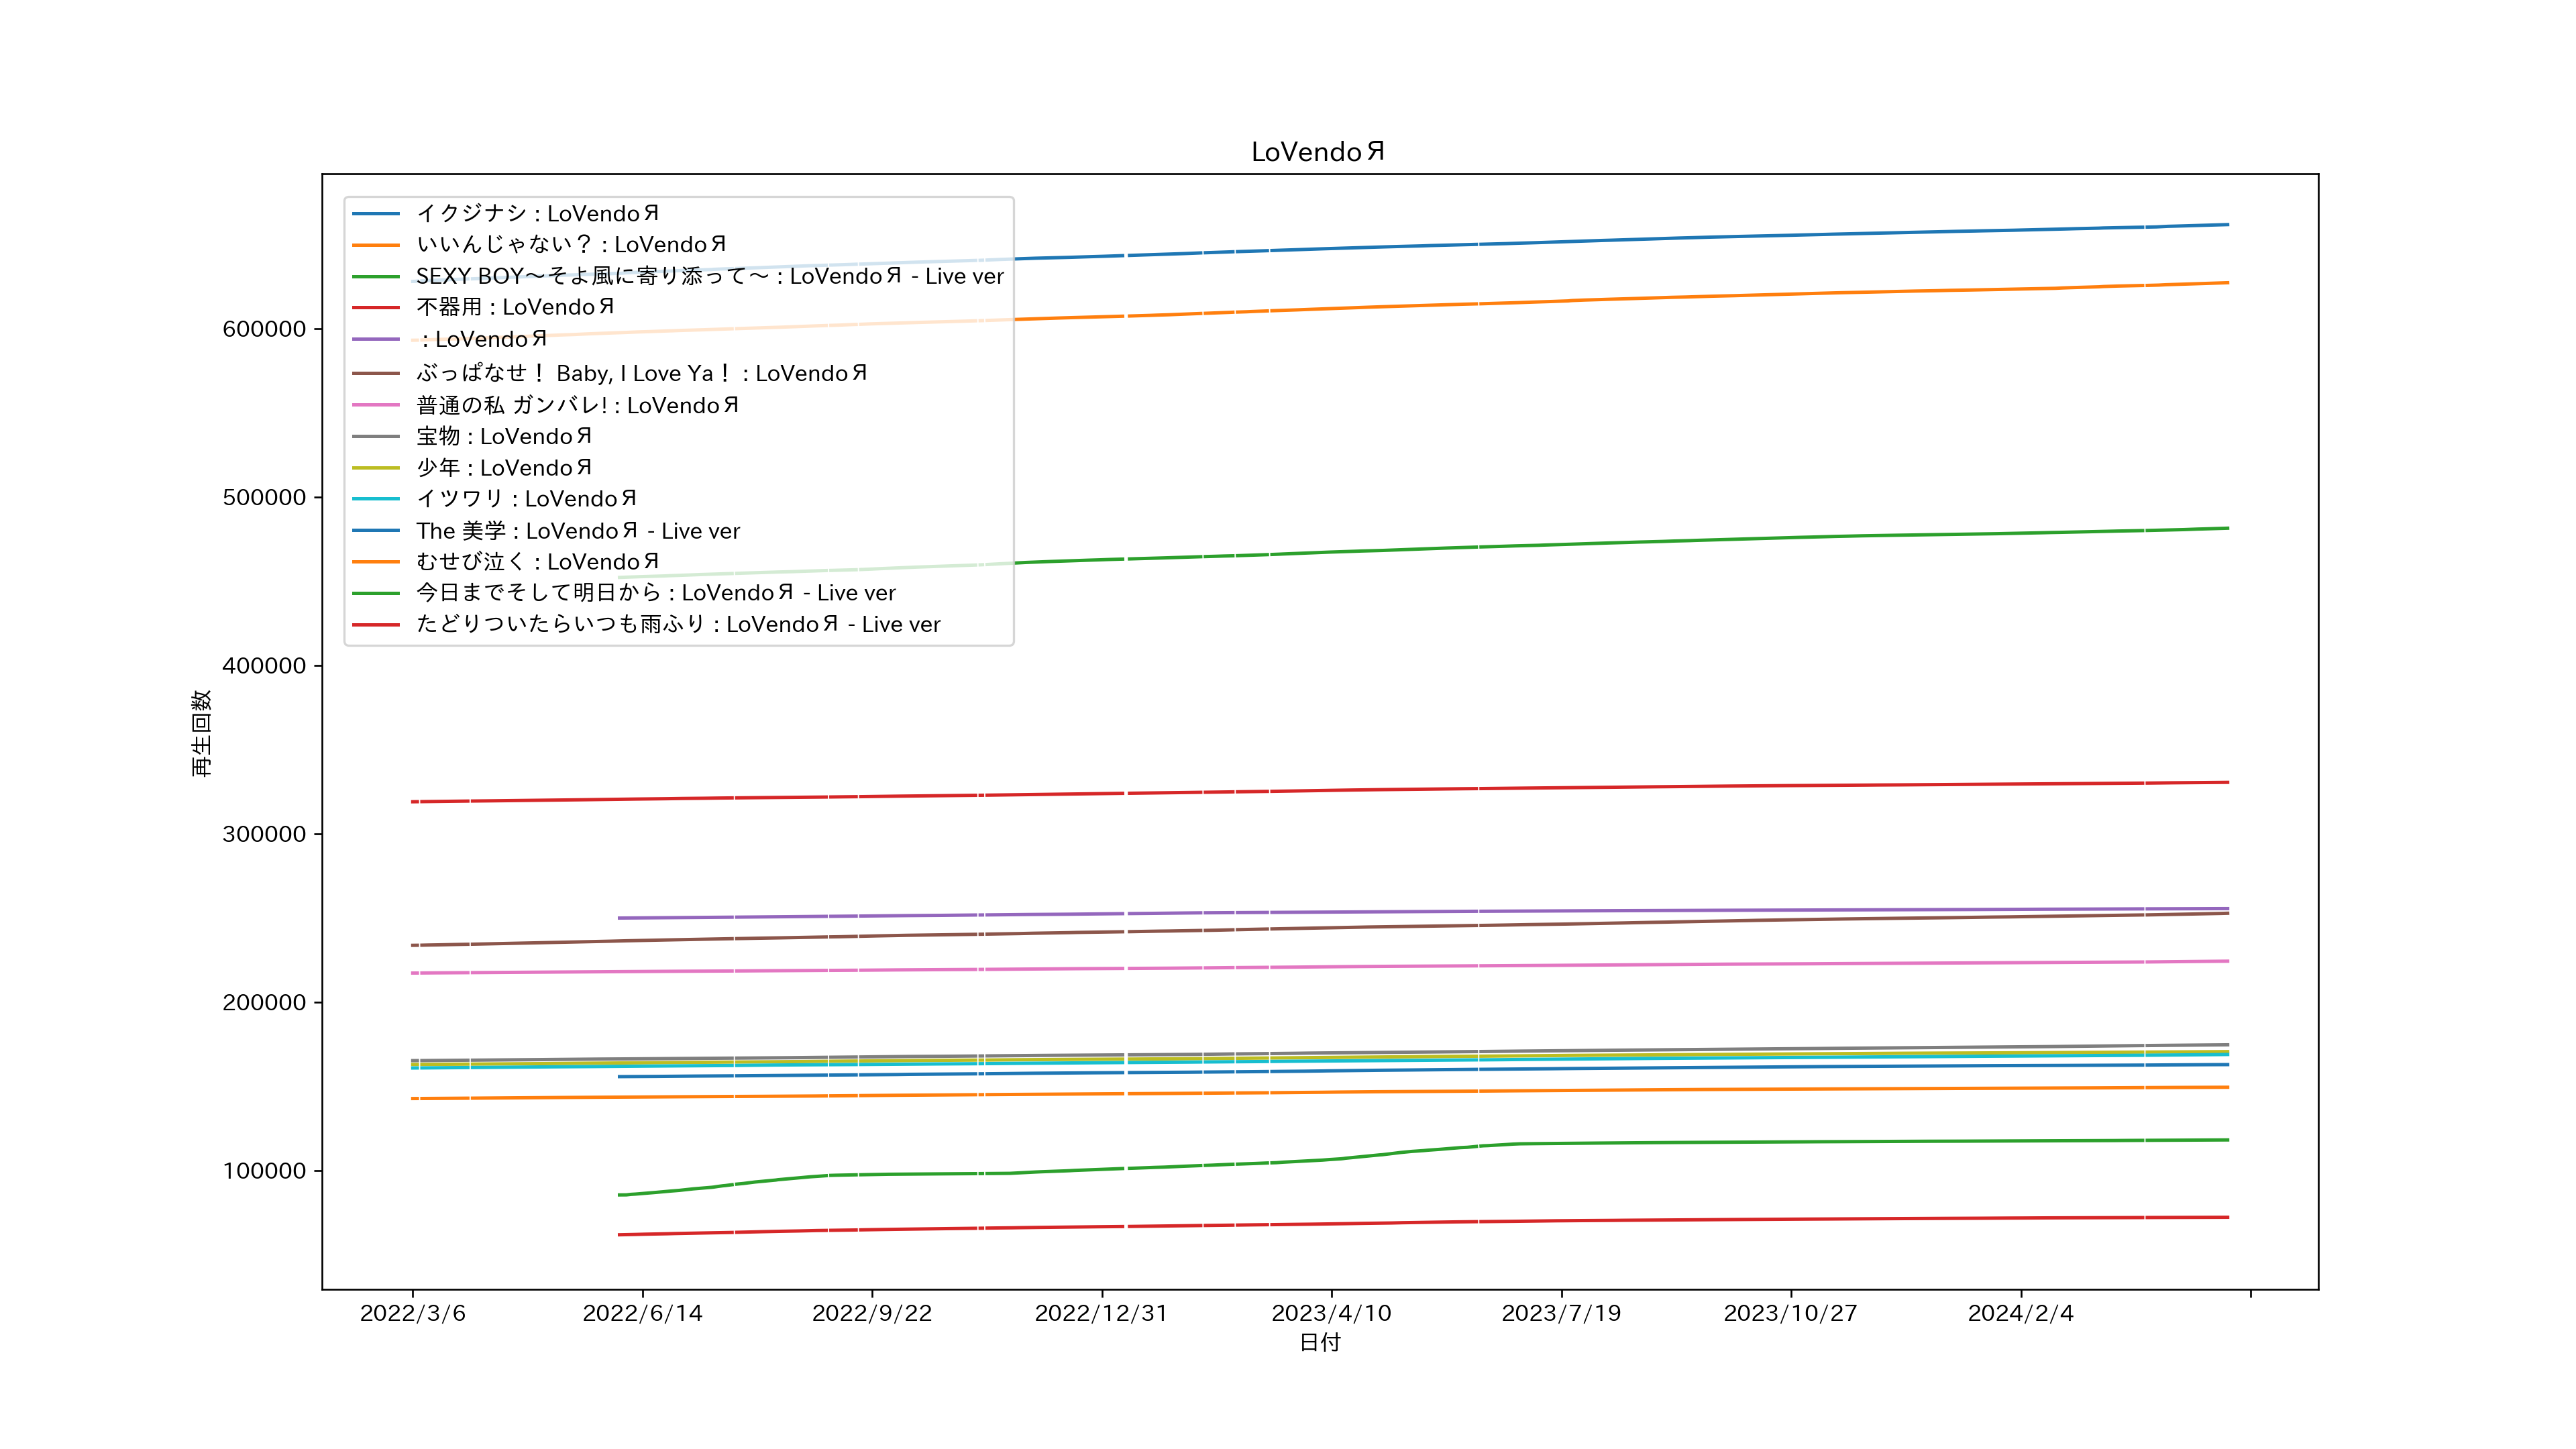 LoVendoЯ
イクジナシ : LoVendoЯ
いいんじゃない？ : LoVendoЯ
SEXY BOY～そよ風に寄り添って～ : LoVendoЯ - Live ver
不器用 : LoVendoЯ
: LoVendoЯ
ぶっぱなせ！ Baby, I Love Ya！ : LoVendoЯ
普通の私 ガンバレ! : LoVendoЯ
宝物 : LoVendoЯ
少年 : LoVendoЯ
イツワリ : LoVendoЯ
The 美学 : LoVendoЯ - Live ver
むせび泣く : LoVendoЯ
今日までそして明日から : LoVendoЯ - Live ver
たどりついたらいつも雨ふり : LoVendoЯ - Live ver
600000
500000
400000
300000
200000
100000
再生回数
2022/3/6
2022/6/14
2022/9/22
2022/12/31
2023/4/10
2023/7/19
2023/10/27
2024/2/4
日付